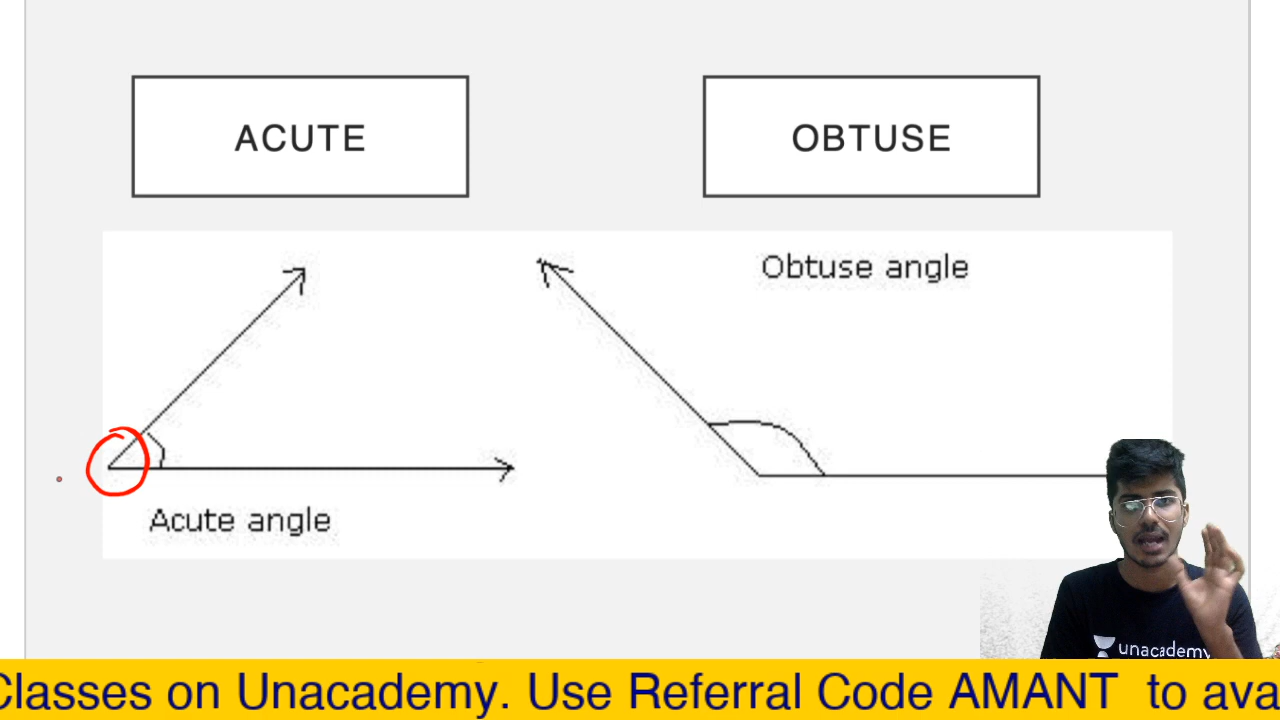 ACUTE
OBTUSE
Obtuse angle
Acute angle
unacademy
Classes on Unacademy. Use Referral Code AMANT to ava